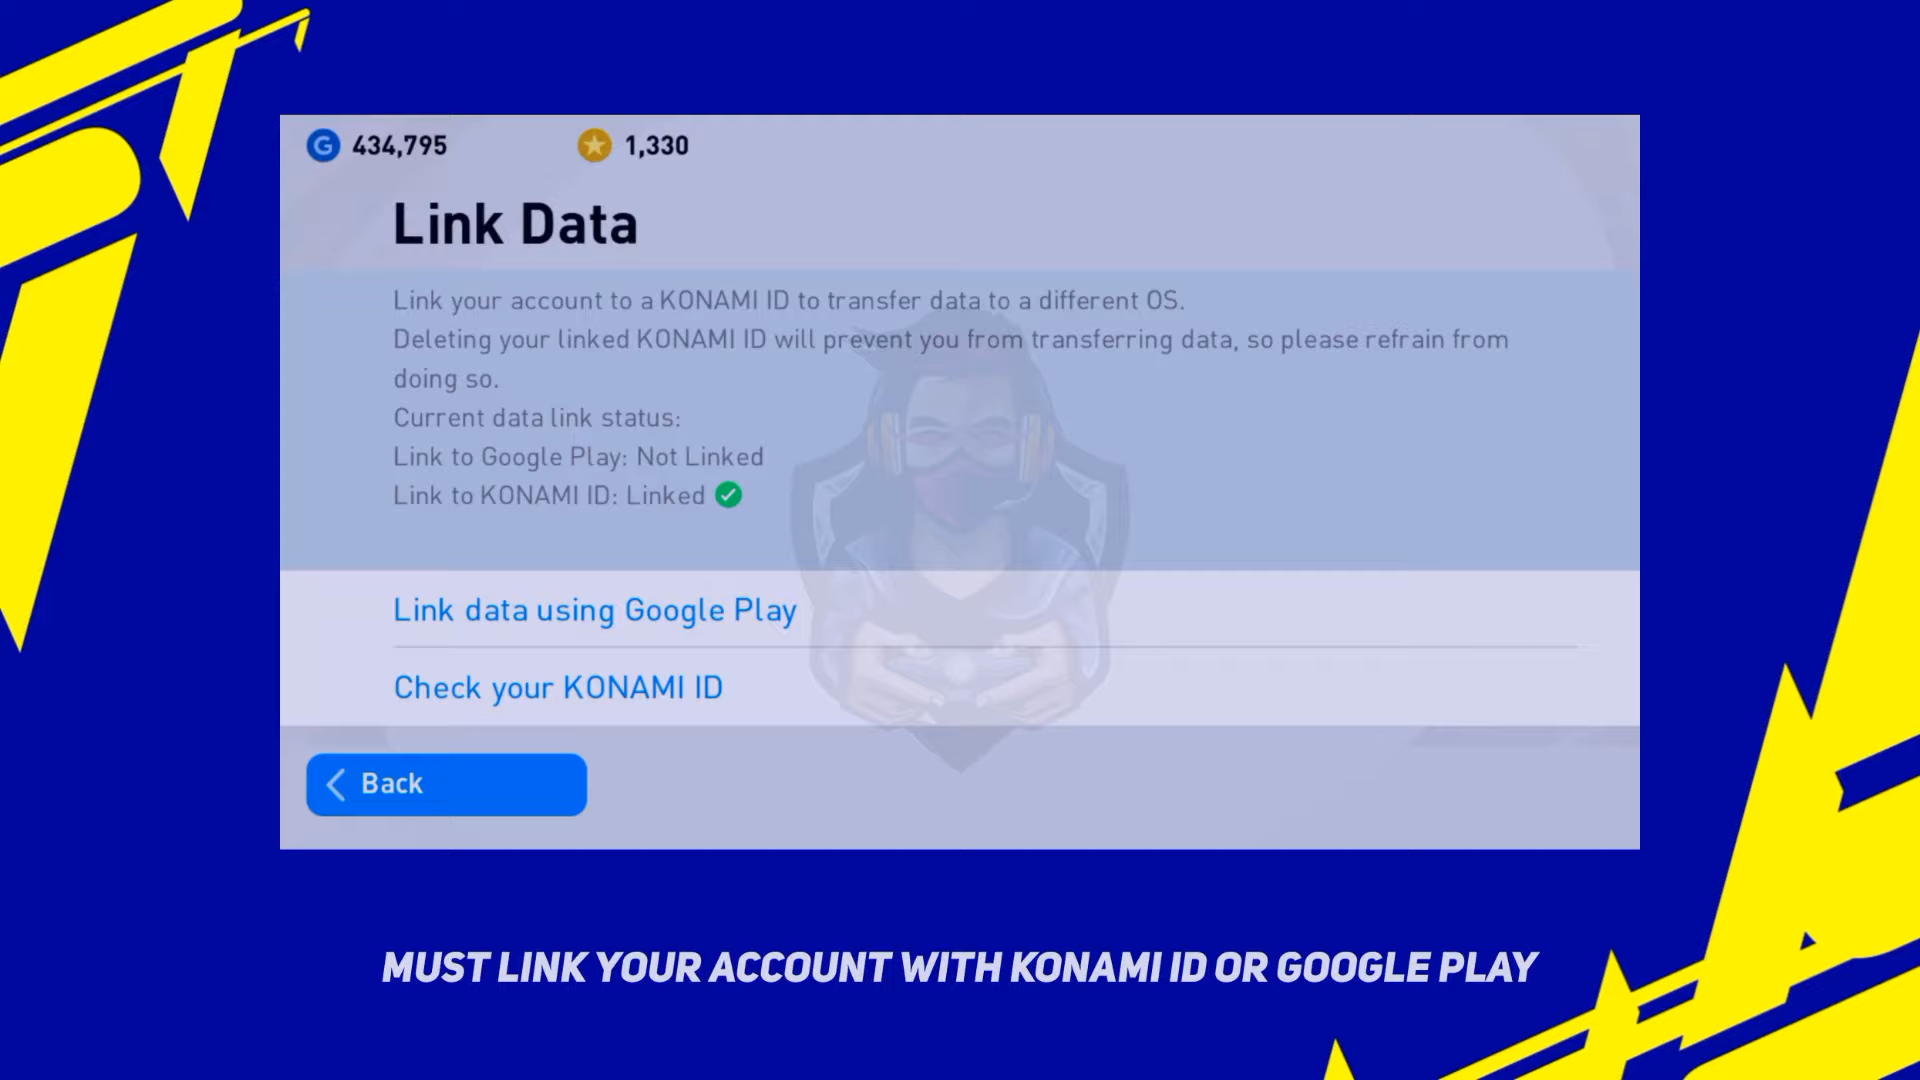 434,795 1,330
Link Data
Link your account to a KONAMI ID to transfer data to a different OS.
Deleting your linked KONAMI ID will prevent you from transferring data, so please refrain from
doing so.
Current data link status:
Link to Google Play: Not Linked
Link to KONAMI ID: Linked
Link data using Google Play
Check your KONAMI ID
Back
MUST LINK YOUR ACCOUNT WITH KONAMI ID OR GOOGLE PLAY